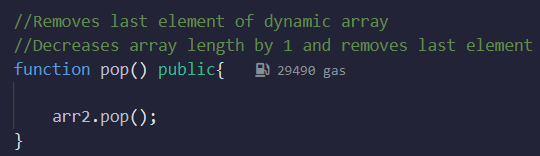 //Removes last element of dynamic array
//Decreases array length by 1 and removes last element
function pop() public{ 29490 gas
arr2.pop();
}